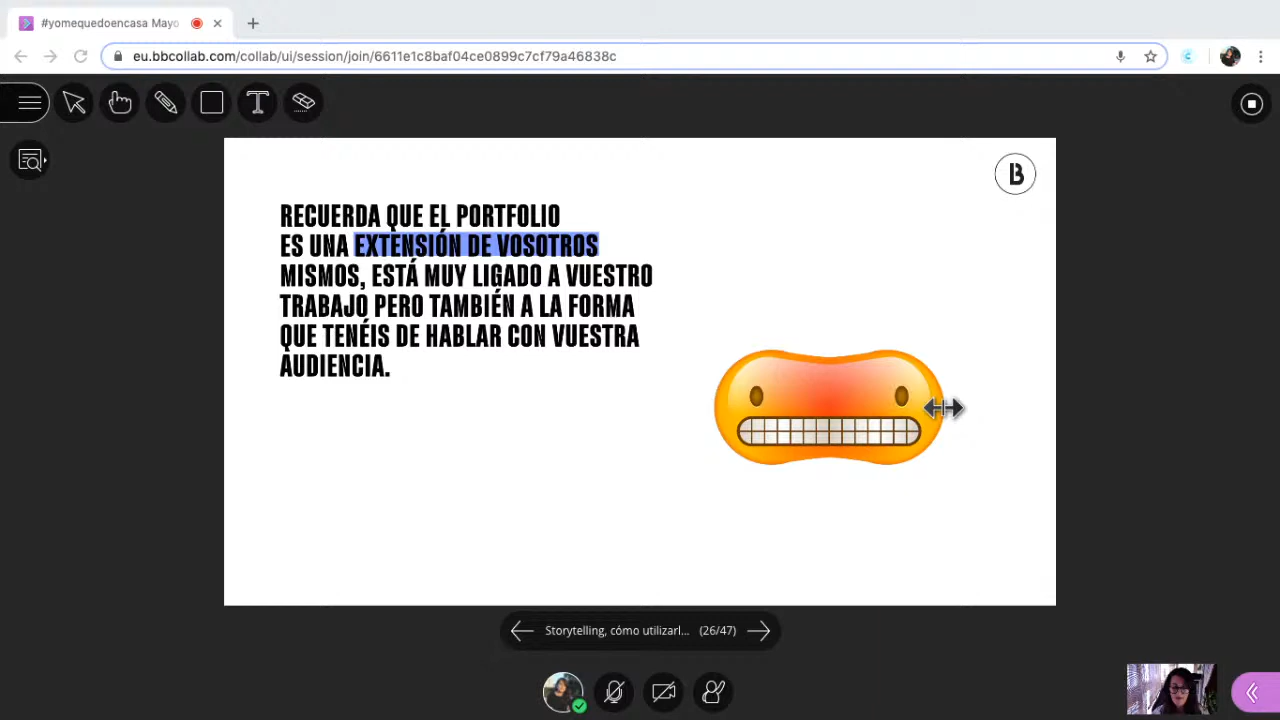 #yomequedoencasa Mayo
eu.bbcollab.com/collab/ui/session/join/6611e1c8baf04ce0899c7cf79a46838c
B
RECUERDA QUE EL PORTFOLIO
ES UNA EXTENSIÓN DE VOSOTROS
MISMOS, ESTÁ MUY LIGADO A VUESTRO
TRABAJO PERO TAMBIÉN A LA FORMA
QUE TENÉIS DE HABLAR CON VUESTRA
AUDIENCIA.
Storytelling, cómo utilizarl... (26/47)